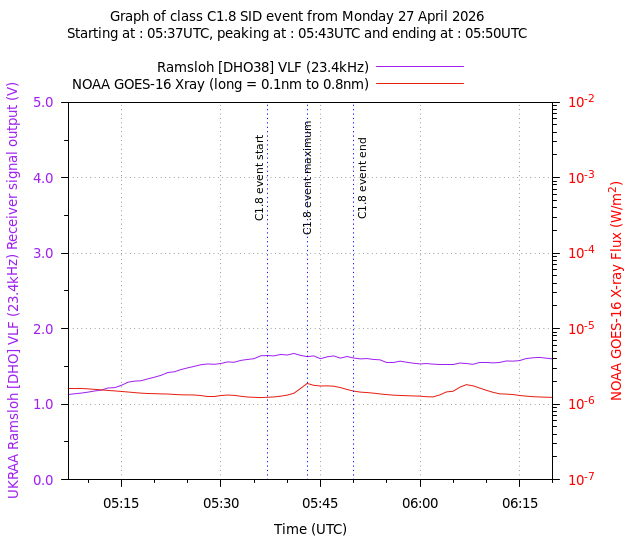 Graph of class C1.8 SID event from Monday 27 April 2026
Starting at : 05:37UTC, peaking at : 05:43UTC and ending at : 05:50UTC
Ramsloh [DHO38] VLF (23.4kHz)
NOAA GOES-16 Xray (long = 0.1nm to 0.8nm)
UKRAA Ramsloh [DHO] VLF (23.4kHz) Receiver signal output (V)
5.0
4.0
3.0
2.0
1.0
0.0
C1.8 event start
C1.8 event maximum
C1.8 event end
10-2
10-3
10-4
10-5
10-6
10-7
NOAA GOES-16 X-ray Flux (W/m2)
05:15
05:30
05:45
06:00
06:15
Time (UTC)